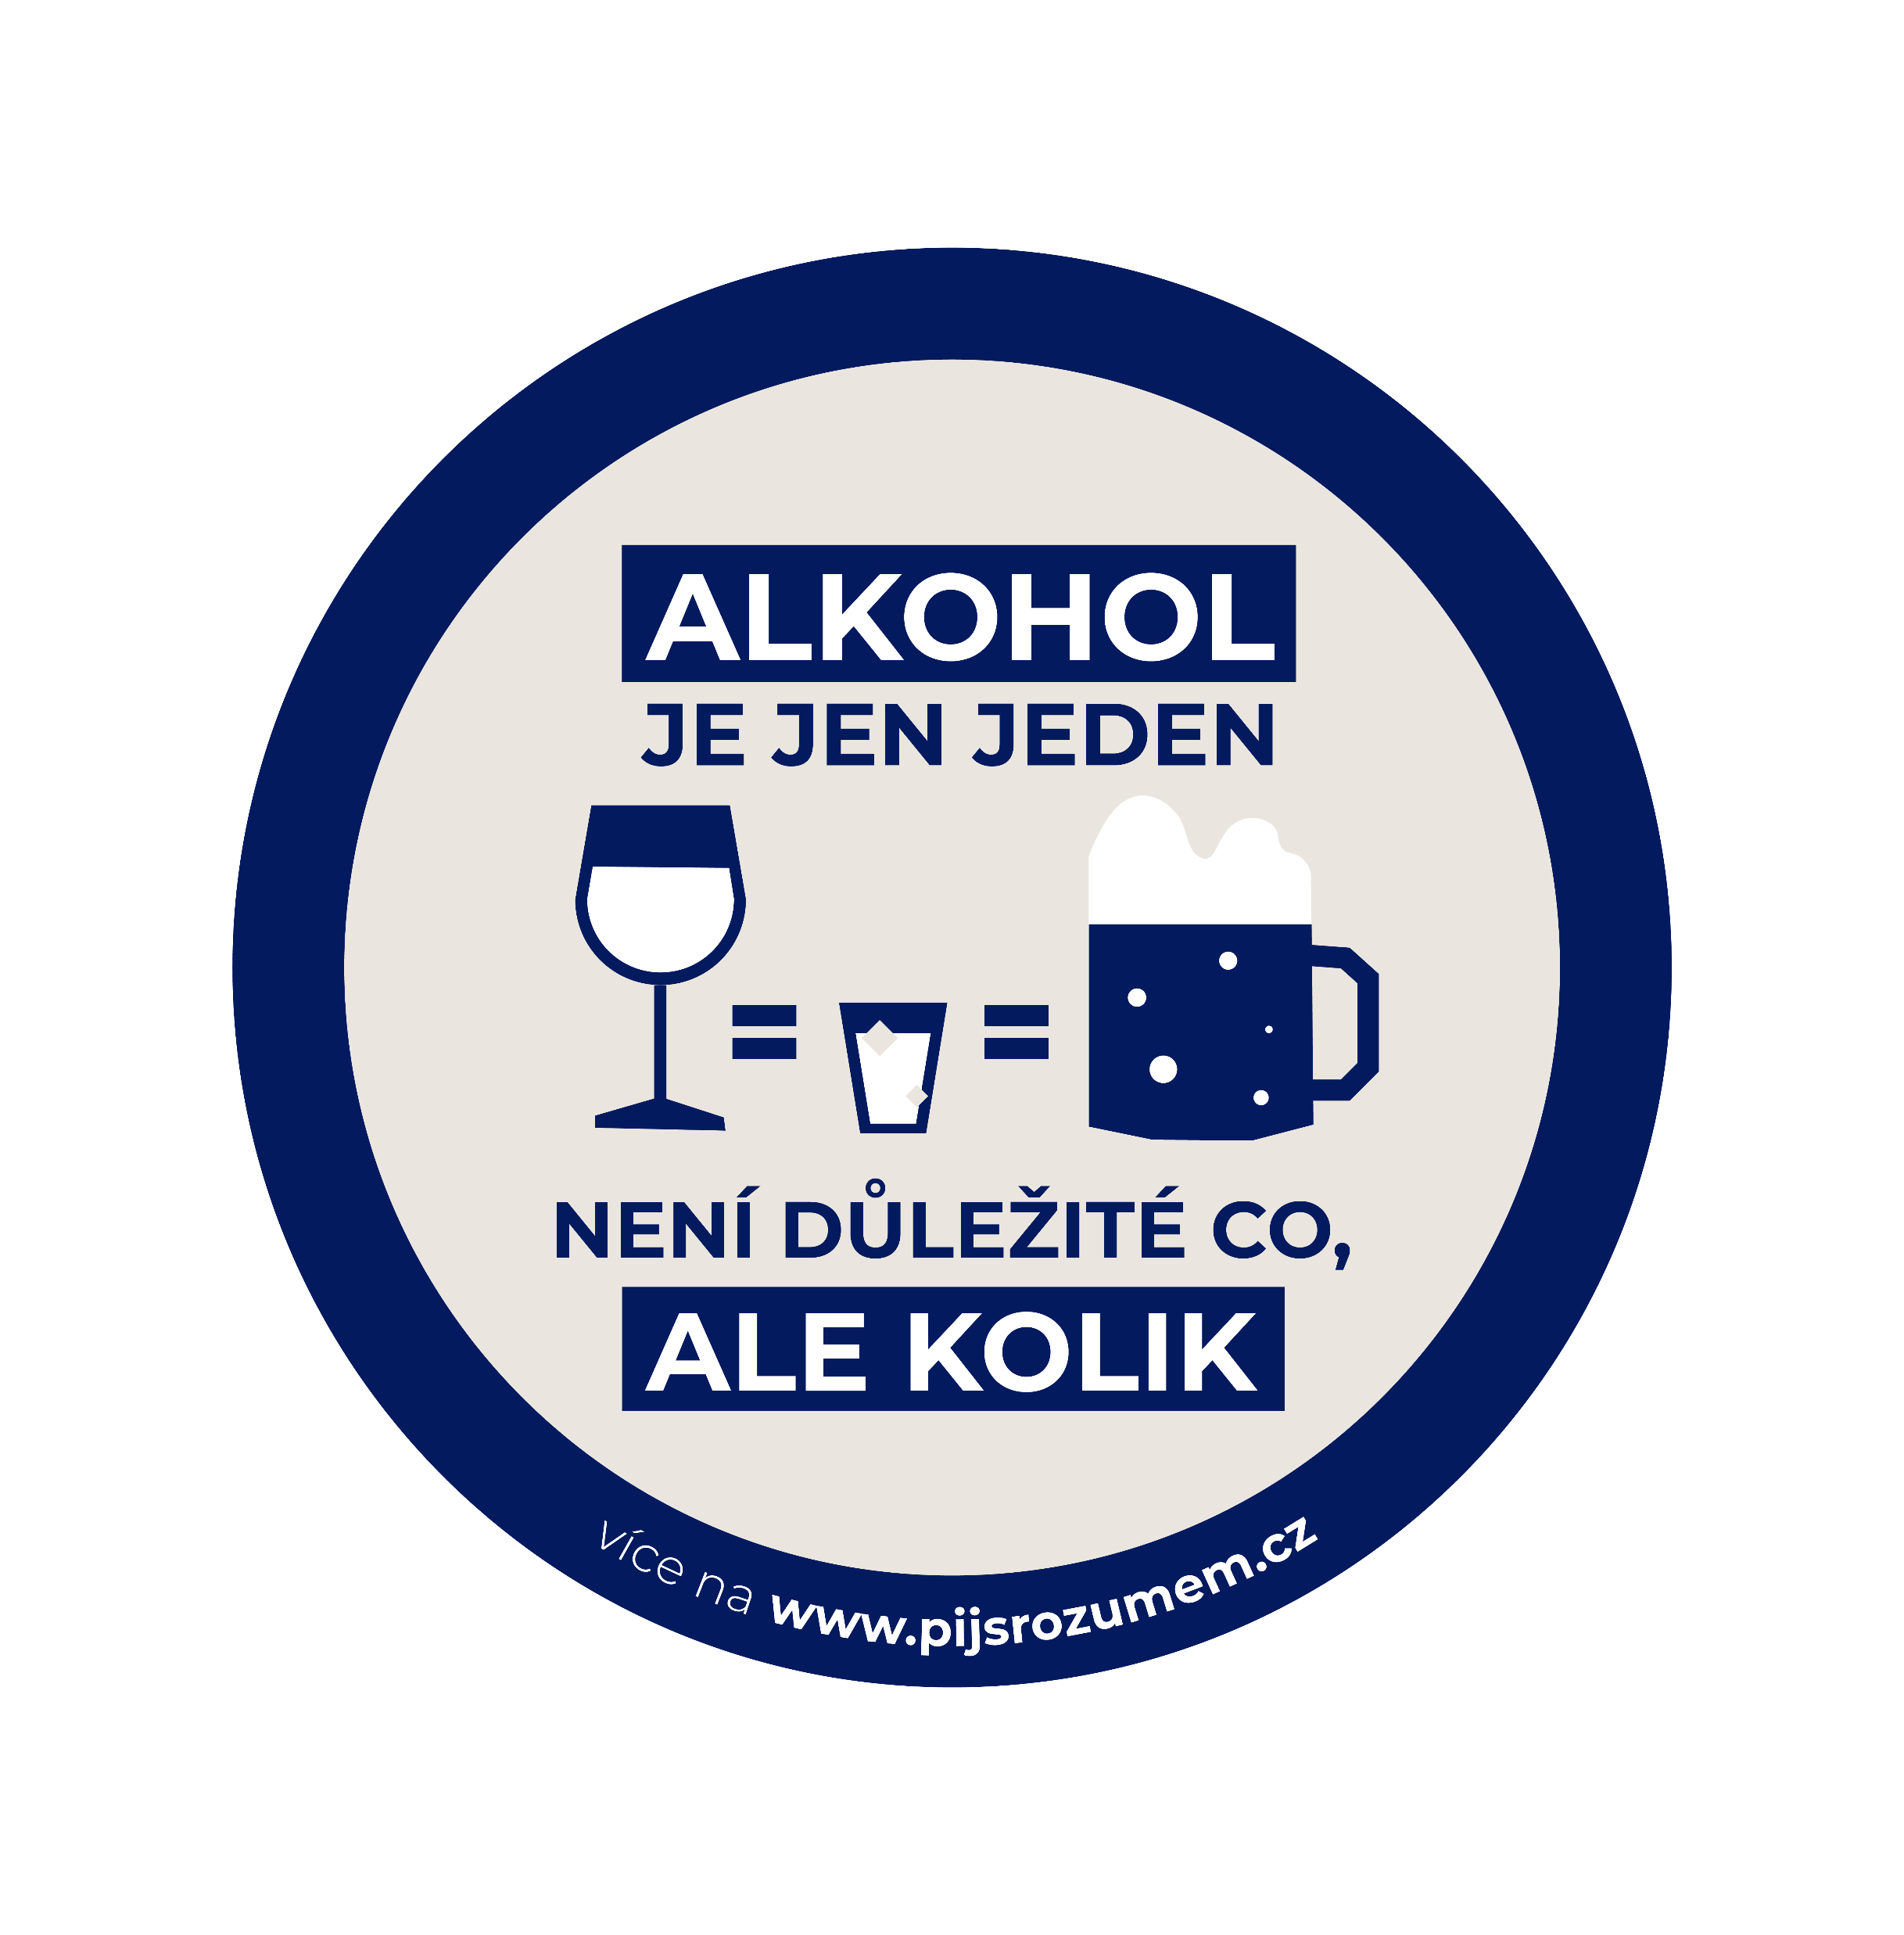 ALKOHOL
JE JEN JEDEN
= =
NENÍ DŮLEŽITÉ CO,
ALE KOLIK
Více na www.pijsrozumem.cz